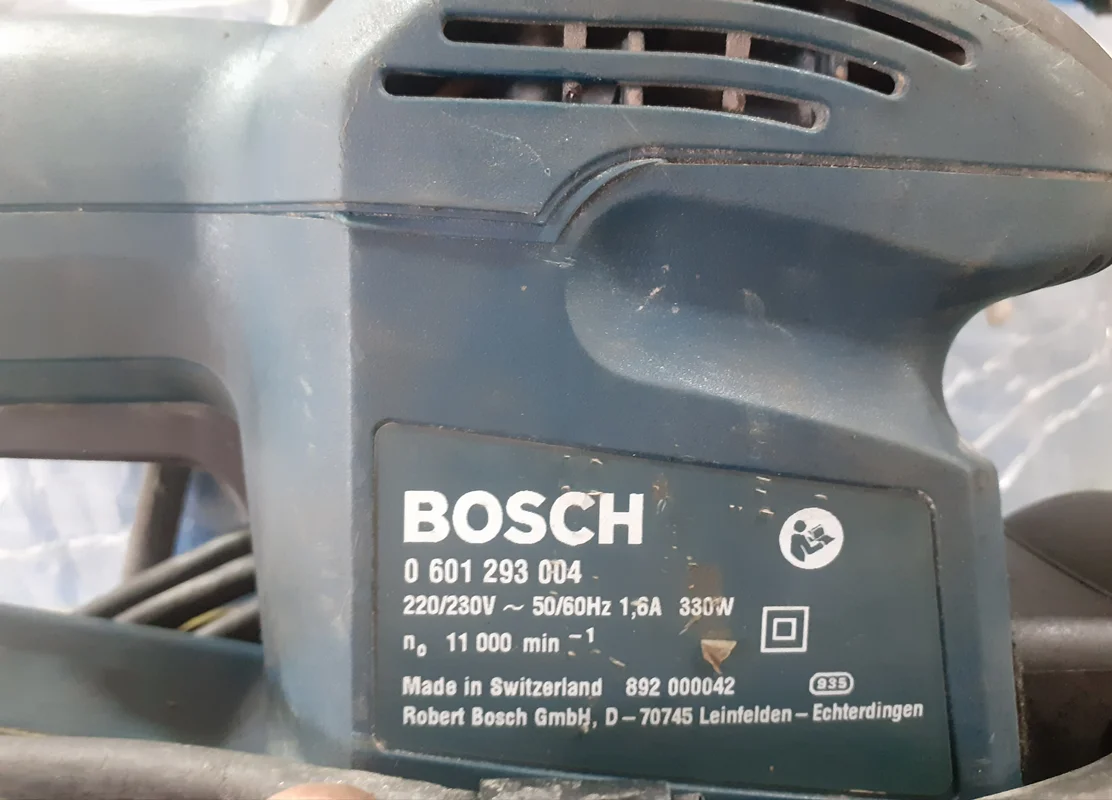 BOSCH
0 601 293 004
220/230V ~ 50/60Hz 1,6A 330W
n₀ 11 000 min⁻¹
Made in Switzerland 892 000042 935
Robert Bosch GmbH, D – 70745 Leinfelden – Echterdingen